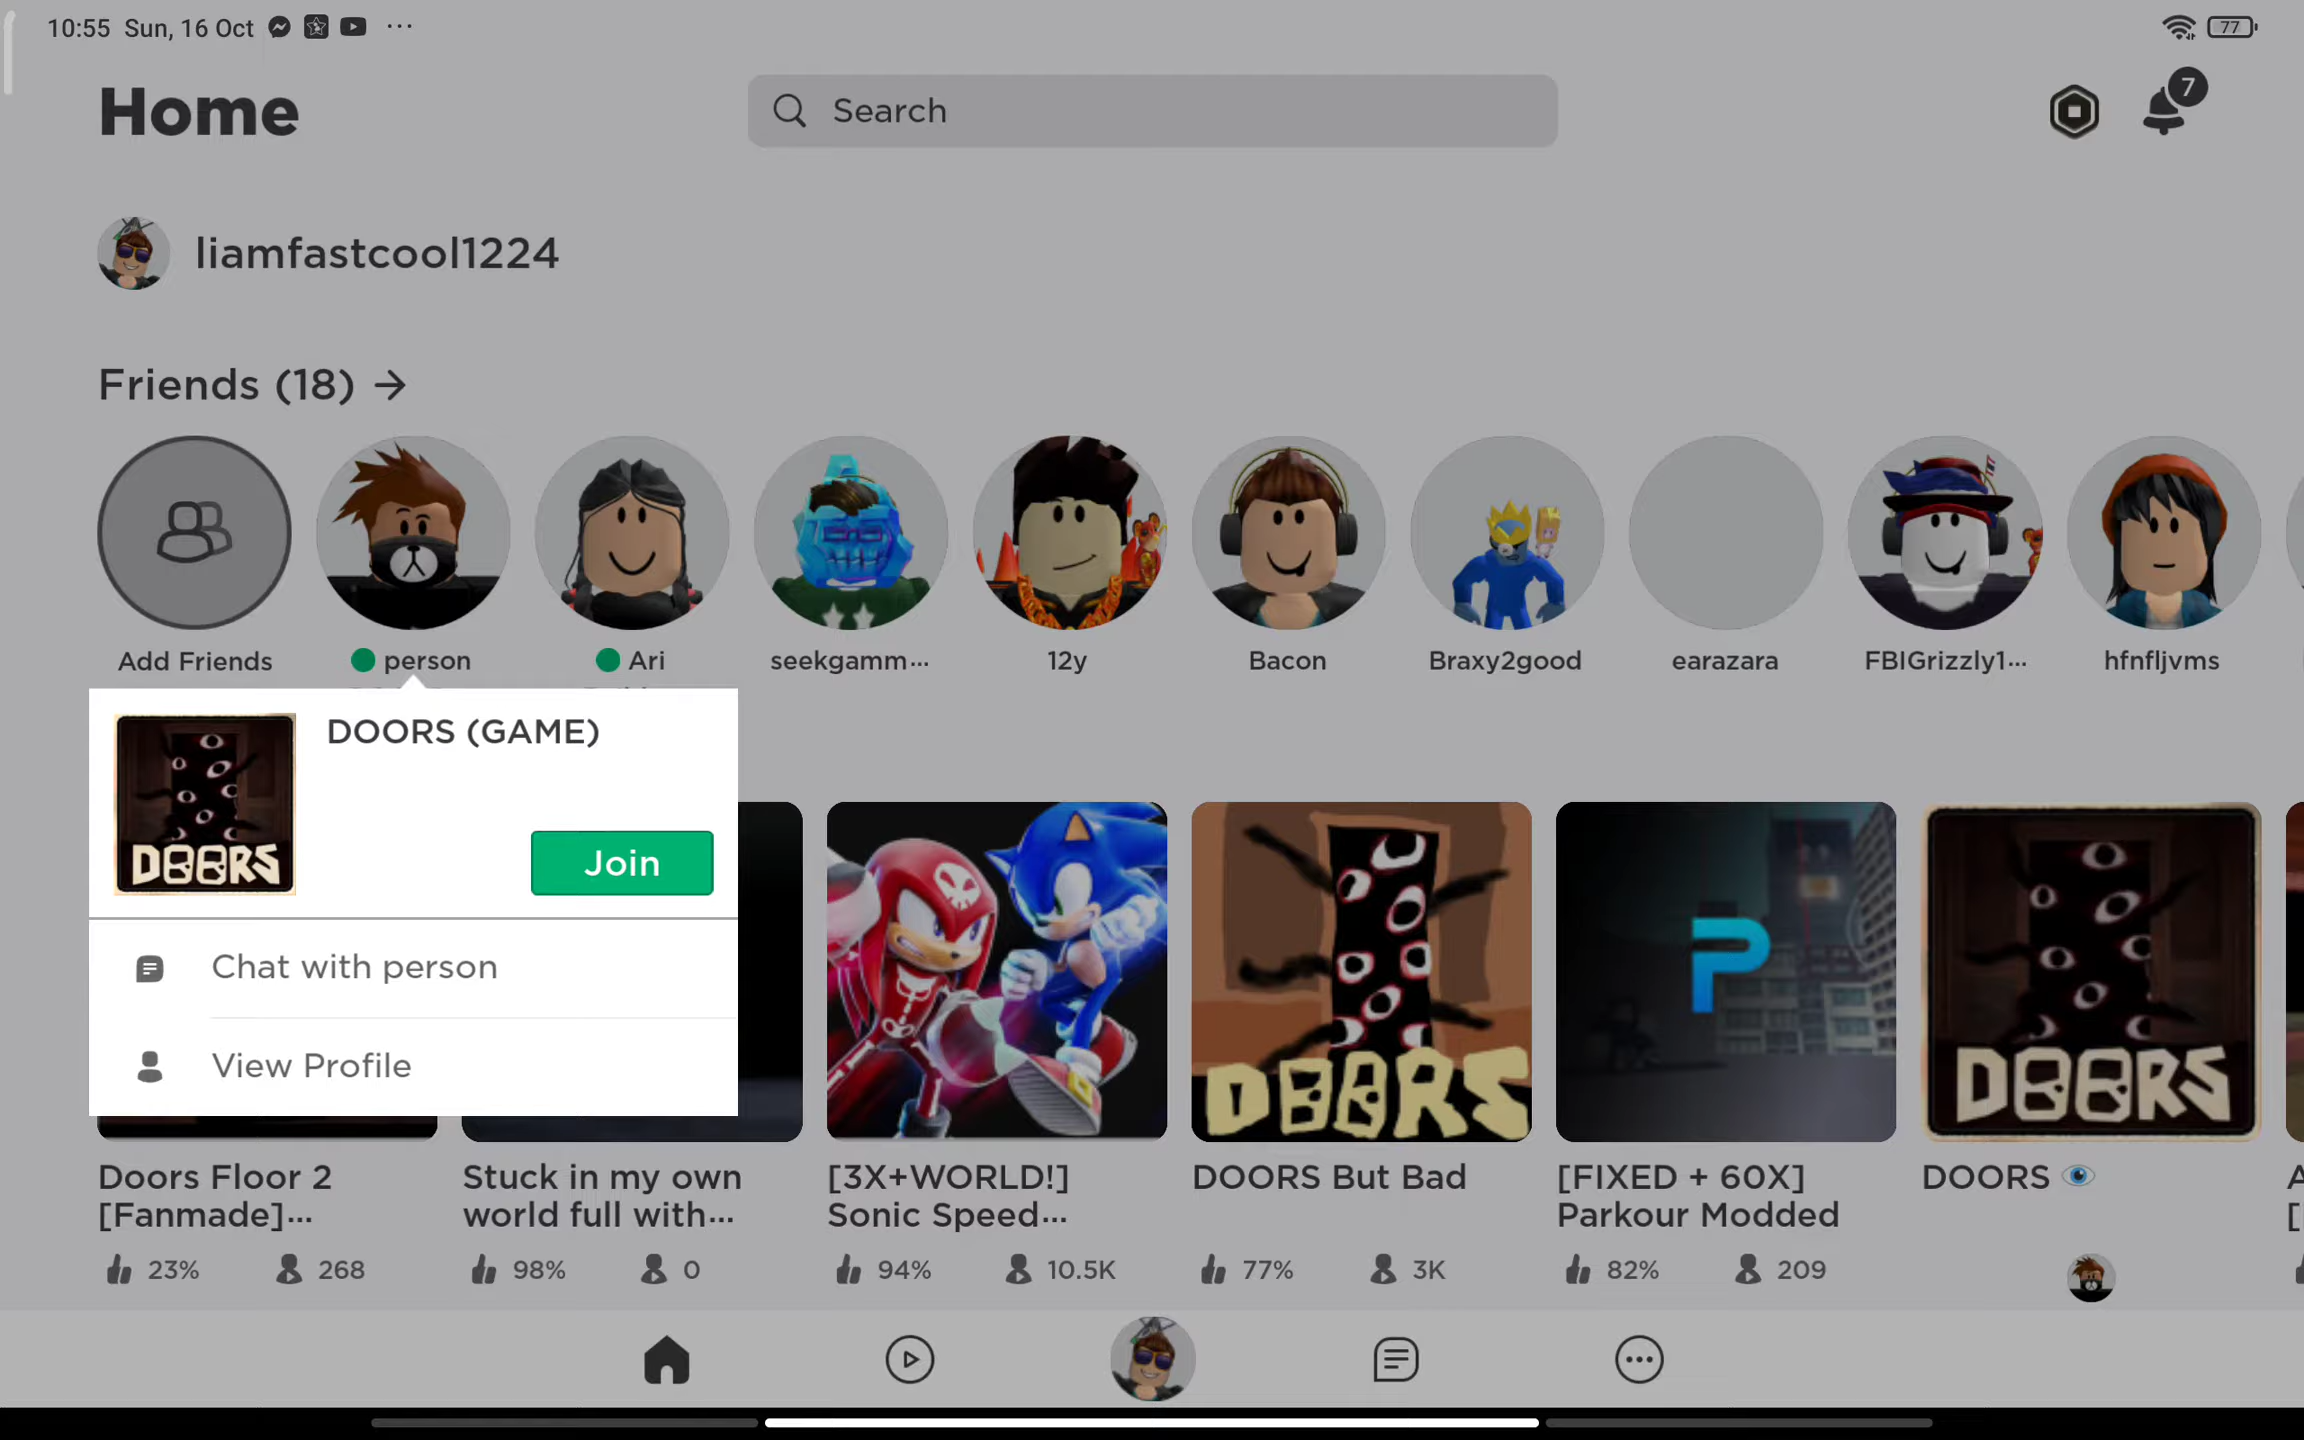 10:55 Sun, 16 Oct ...
77
Home
Search
7
liamfastcool1224
Friends (18) →
Add Friends
person
Ari
seekgamm...
12y
Bacon
Braxy2good
earazara
FBIGrizzly1...
hfnfljvms
DOORS (GAME)
DOORS
Join
Chat with person
View Profile
DOORS
P
DOORS
Doors Floor 2
[Fanmade]...
23% 268
Stuck in my own
world full with...
98% 0
[3X+WORLD!]
Sonic Speed...
94% 10.5K
DOORS But Bad
77% 3K
[FIXED + 60X]
Parkour Modded
82% 209
DOORS 👁